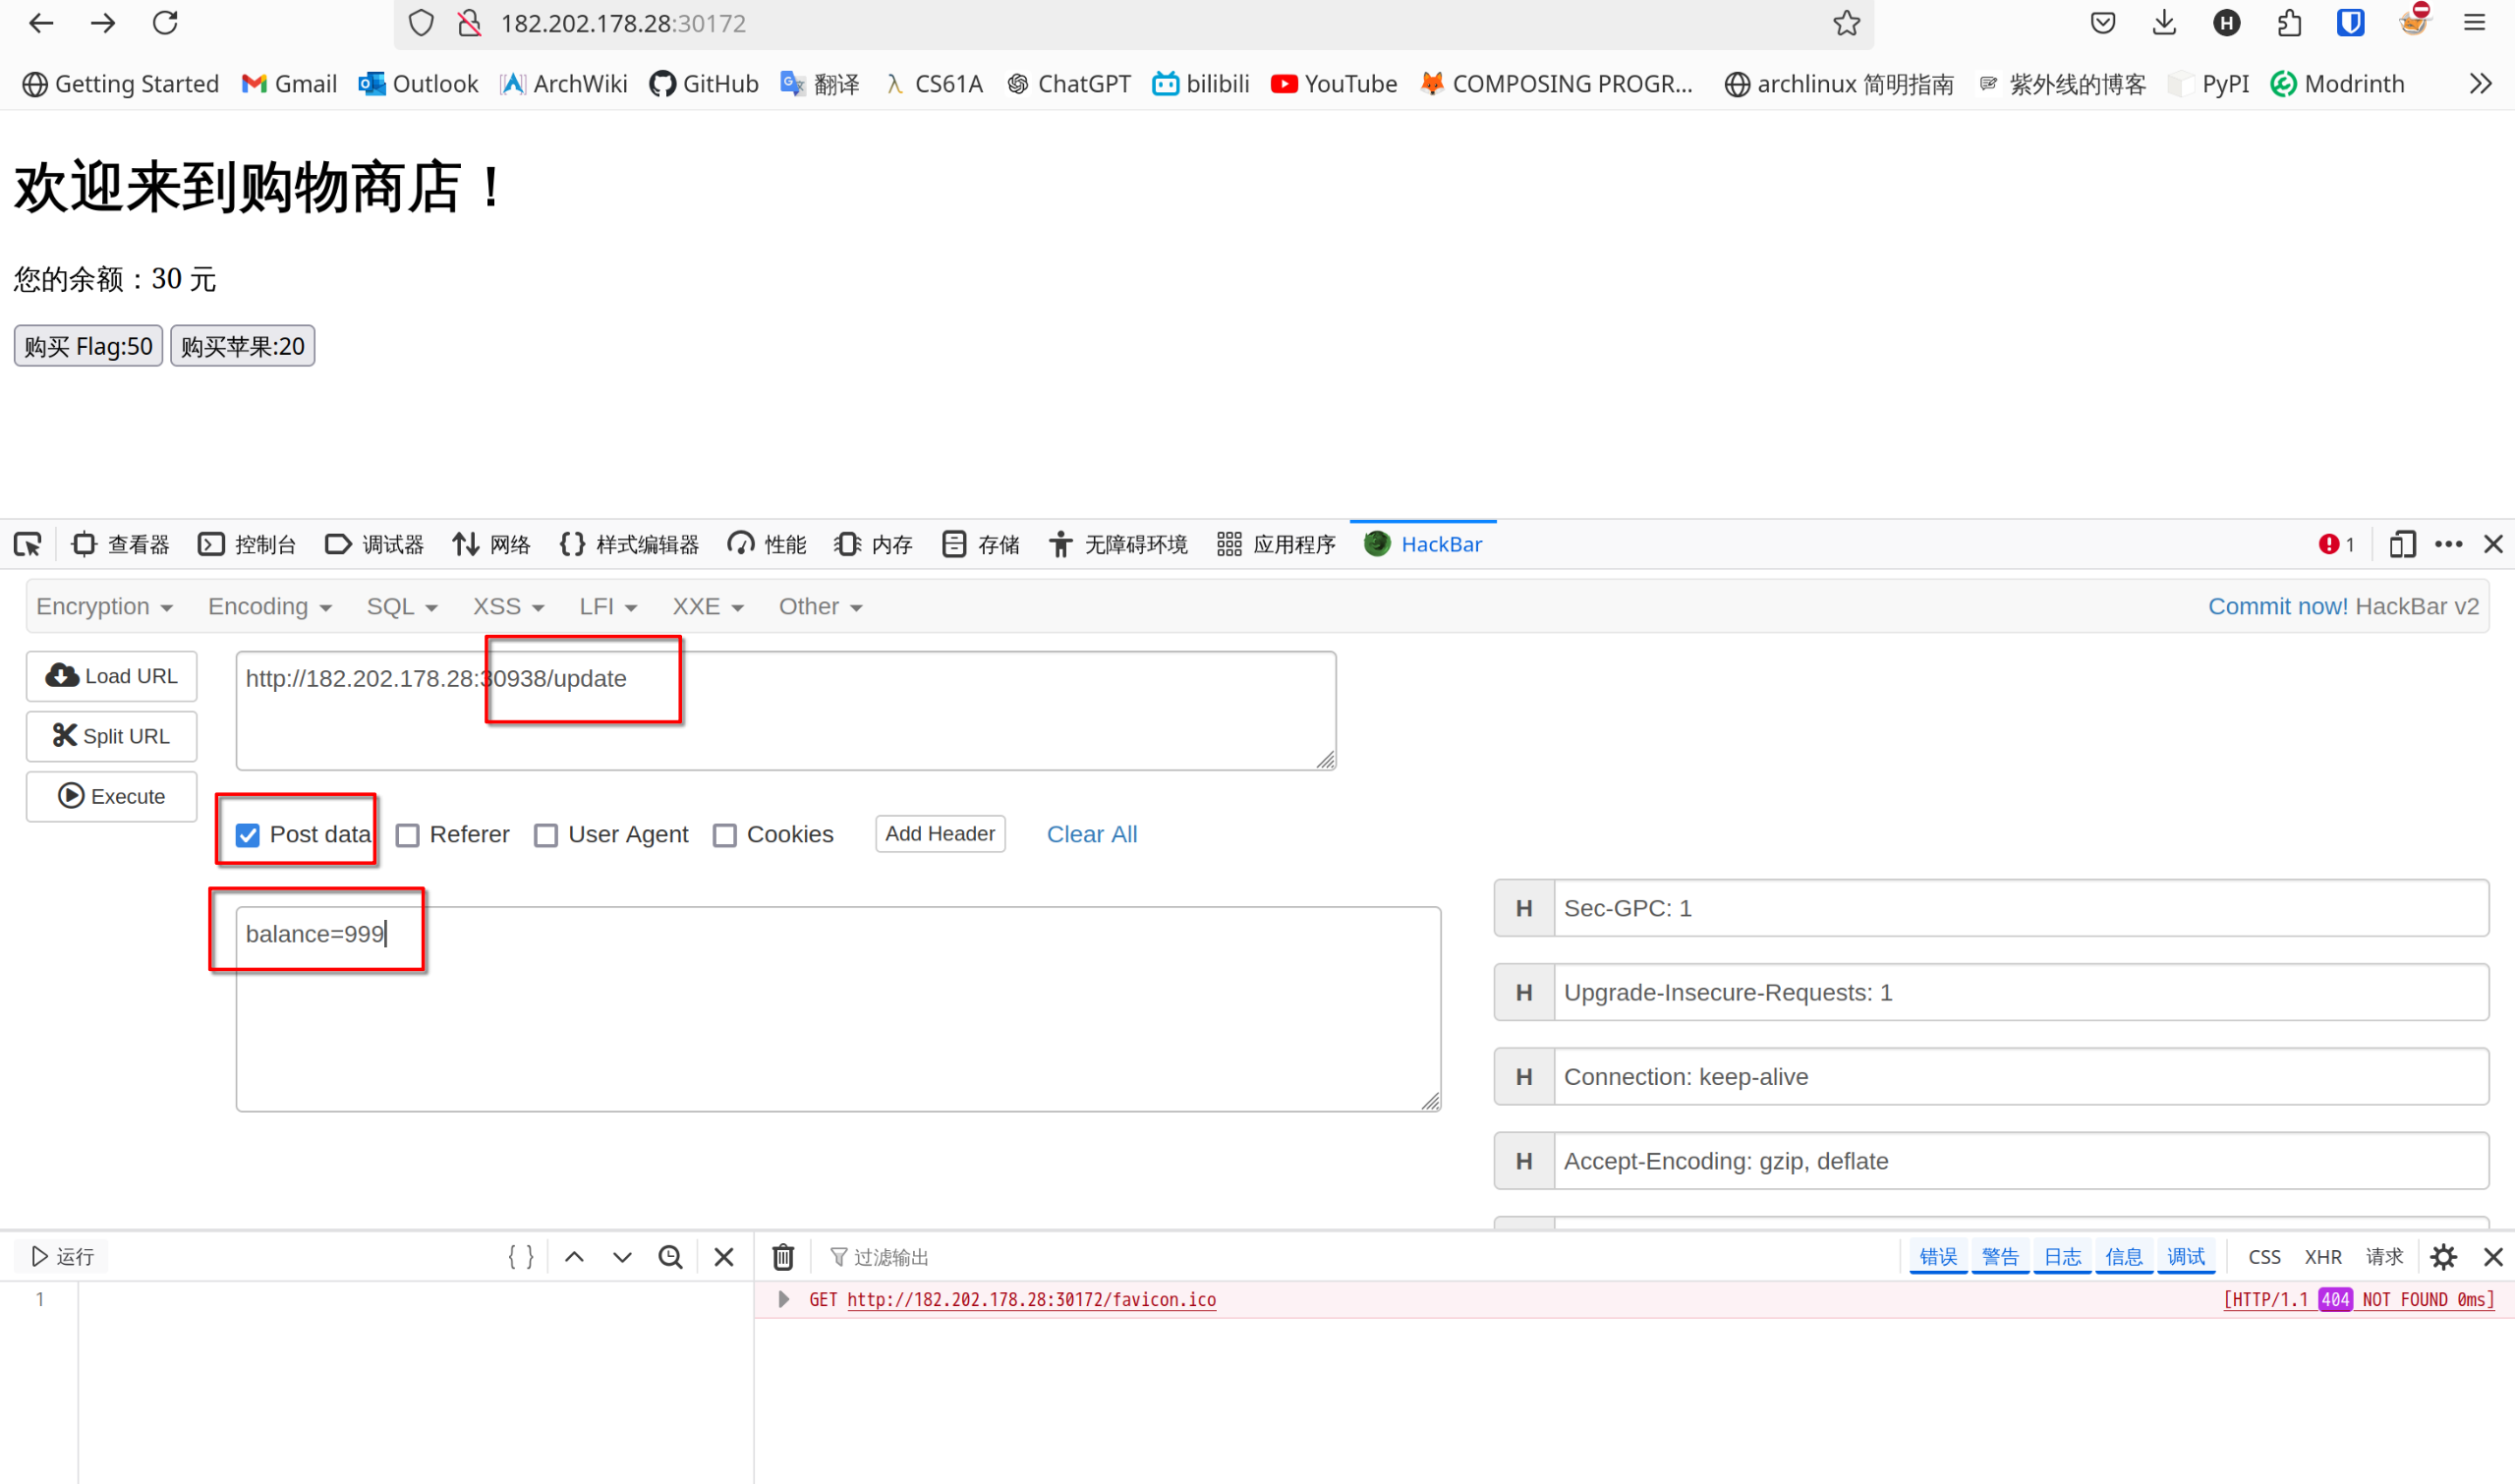 182.202.178.28:30172
Getting Started Gmail Outlook ArchWiki GitHub 翻译 CS61A ChatGPT bilibili YouTube COMPOSING PROGR... archlinux 简明指南 紫外线的博客 PyPI Modrinth
欢迎来到购物商店！
您的余额：30 元
购买 Flag:50 购买苹果:20
查看器 控制台 调试器 网络 样式编辑器 性能 内存 存储 无障碍环境 应用程序 HackBar 1
Encryption Encoding SQL XSS LFI XXE Other Commit now! HackBar v2
Load URL http://182.202.178.28:30938/update
Split URL
Execute
Post data Referer User Agent Cookies Add Header Clear All
H Sec-GPC: 1
balance=999
H Upgrade-Insecure-Requests: 1
H Connection: keep-alive
H Accept-Encoding: gzip, deflate
运行 { } 过滤输出 错误 警告 日志 信息 调试 CSS XHR 请求
1 GET http://182.202.178.28:30172/favicon.ico [HTTP/1.1 404 NOT FOUND 0ms]